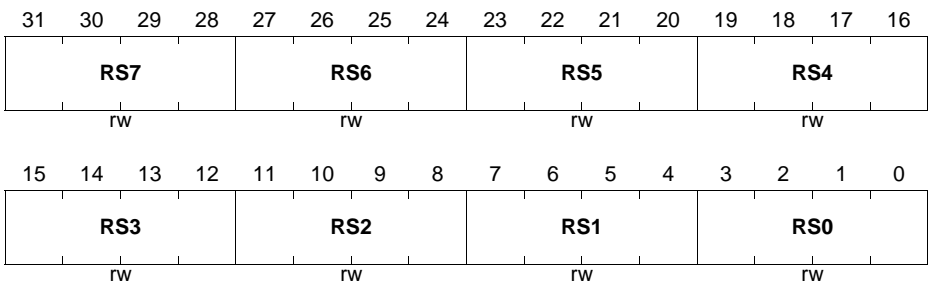 31 30 29 28 27 26 25 24 23 22 21 20 19 18 17 16
RS7 RS6 RS5 RS4
rw rw rw rw
15 14 13 12 11 10 9 8 7 6 5 4 3 2 1 0
RS3 RS2 RS1 RS0
rw rw rw rw